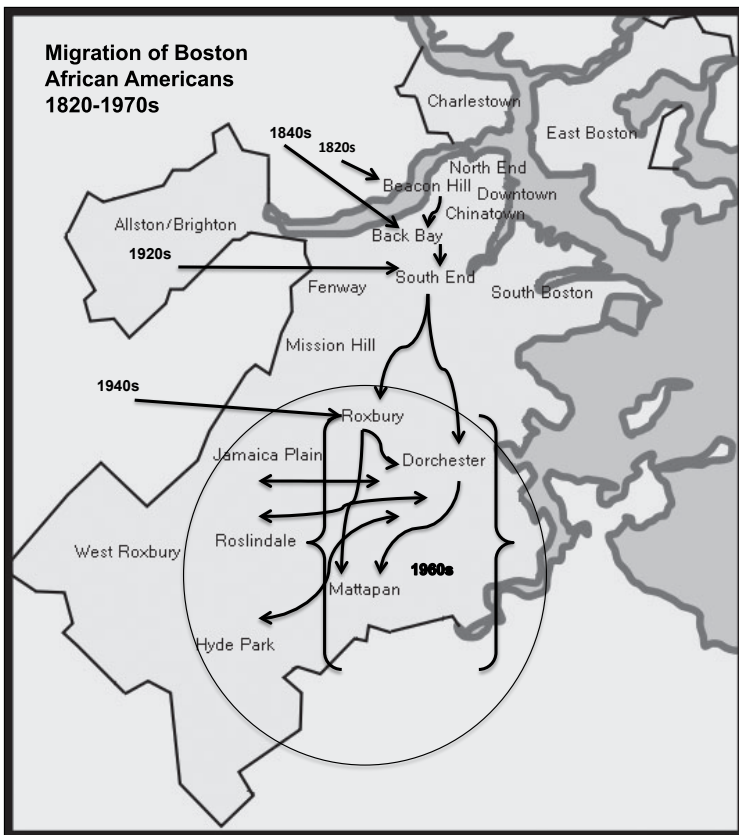 Migration of Boston
African Americans
1820-1970s
Charlestown
1840s
1820s
East Boston
North End
Beacon Hill
Downtown
Chinatown
Allston/Brighton
Back Bay
1920s
South End
Fenway
South Boston
Mission Hill
1940s
Roxbury
Jamaica Plain
Dorchester
Roslindale
West Roxbury
1960s
Mattapan
Hyde Park